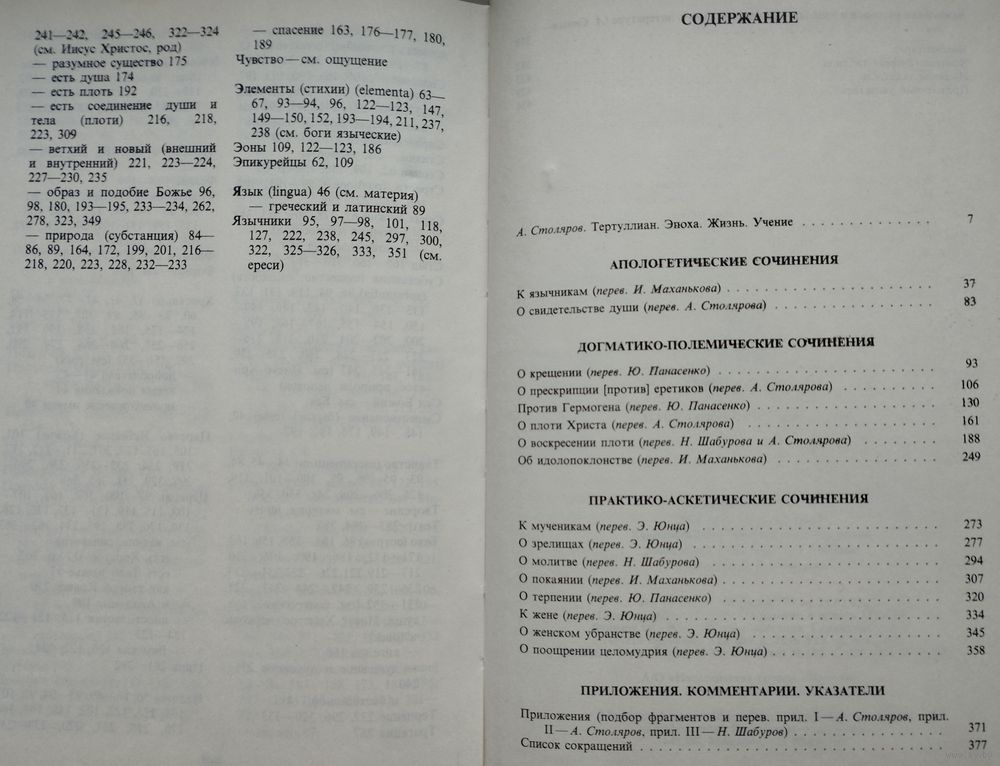 241—242, 245—246, 322—324
(см. Иисус Христос, род)
— разумное существо 175
— есть душа 174
— есть плоть 192
— есть соединение души и
тела (плоти) 216, 218,
223, 309
— ветхий и новый (внешний
и внутренний) 221, 223—224,
227—230, 235
— образ и подобие Божье 96,
98, 180, 193—195, 233—234, 262,
278, 323, 349
— природа (субстанция) 84—
86, 89, 164, 172, 199, 201, 216—
218, 220, 223, 228, 232—233
— спасение 163, 176—177, 180,
189
Чувство — см. ощущение
Элементы (стихии) (elementa) 63—
67, 93—94, 96, 122—123, 147,
149—150, 152, 193—194, 211, 237,
238 (см. боги языческие)
Эоны 109, 122—123, 186
Эпикурейцы 62, 109
Язык (lingua) 46 (см. материя)
— греческий и латинский 89
Язычники 95, 97—98, 101, 118,
127, 222, 238, 245, 297, 300,
322, 325—326, 333, 351 (см.
ереси)
СОДЕРЖАНИЕ
А. Столяров. Тертуллиан. Эпоха. Жизнь. Учение . . . . . . . . . . 7
АПОЛОГЕТИЧЕСКИЕ СОЧИНЕНИЯ
К язычникам (перев. И. Маханькова) . . . . . . . . . . 37
О свидетельстве души (перев. А. Столярова) . . . . . . . . . . 83
ДОГМАТИКО-ПОЛЕМИЧЕСКИЕ СОЧИНЕНИЯ
О крещении (перев. Ю. Панасенко) . . . . . . . . . . 93
О прескрипции [против] еретиков (перев. А. Столярова) . . . . . . . . . . 106
Против Гермогена (перев. Ю. Панасенко) . . . . . . . . . . 130
О плоти Христа (перев. А. Столярова) . . . . . . . . . . 161
О воскресении плоти (перев. Н. Шабурова и А. Столярова) . . . . . . . . 188
Об идолопоклонстве (перев. И. Маханькова) . . . . . . . . . . 249
ПРАКТИКО-АСКЕТИЧЕСКИЕ СОЧИНЕНИЯ
К мученикам (перев. Э. Юнца) . . . . . . . . . . 273
О зрелищах (перев. Э. Юнца) . . . . . . . . . . 277
О молитве (перев. Н. Шабурова) . . . . . . . . . . 294
О покаянии (перев. И. Маханькова) . . . . . . . . . . 307
О терпении (перев. Ю. Панасенко) . . . . . . . . . . 320
К жене (перев. Э. Юнца) . . . . . . . . . . 334
О женском убранстве (перев. Э. Юнца) . . . . . . . . . . 345
О поощрении целомудрия (перев. Э. Юнца) . . . . . . . . . . 358
ПРИЛОЖЕНИЯ. КОММЕНТАРИИ. УКАЗАТЕЛИ
Приложения (подбор фрагментов и перев. прил. I — А. Столяров, прил.
II — А. Столяров, прил. III — Н. Шабуров) . . . . . . . . . . 371
Список сокращений . . . . . . . . . . 377